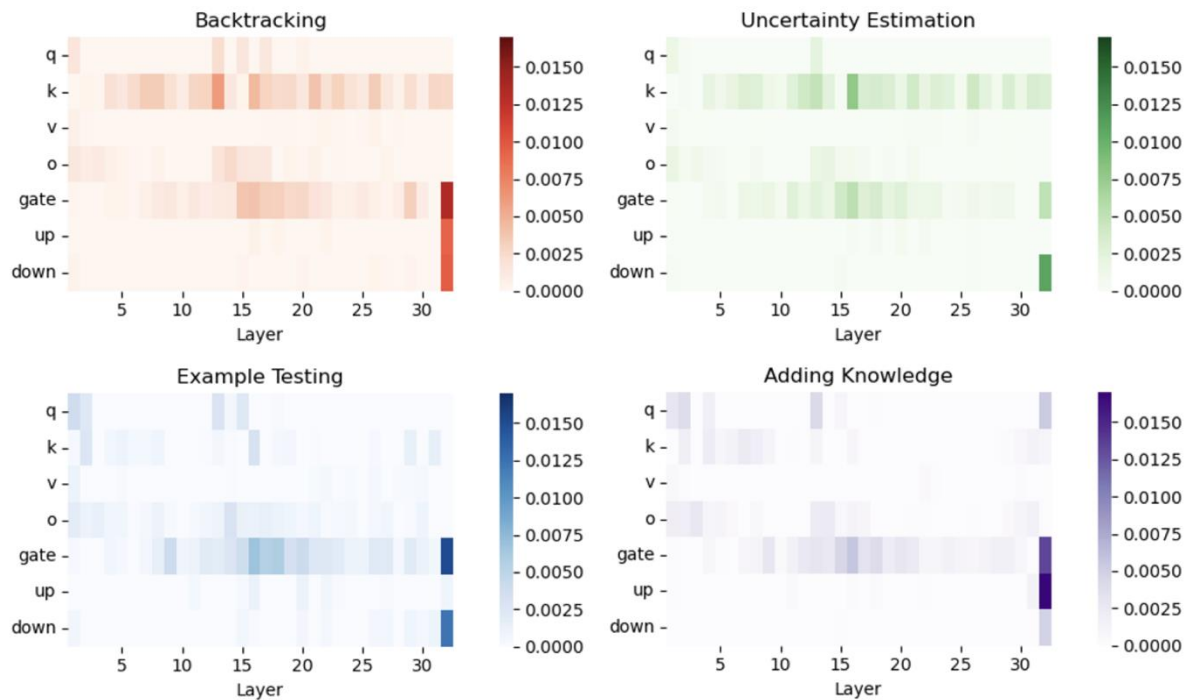 Backtracking
q
k
v
o
gate
up
down
5 10 15 20 25 30
Layer
0.0150
0.0125
0.0100
0.0075
0.0050
0.0025
0.0000
Uncertainty Estimation
q
k
v
o
gate
up
down
5 10 15 20 25 30
Layer
0.0150
0.0125
0.0100
0.0075
0.0050
0.0025
0.0000
Example Testing
q
k
v
o
gate
up
down
5 10 15 20 25 30
Layer
0.0150
0.0125
0.0100
0.0075
0.0050
0.0025
0.0000
Adding Knowledge
q
k
v
o
gate
up
down
5 10 15 20 25 30
Layer
0.0150
0.0125
0.0100
0.0075
0.0050
0.0025
0.0000